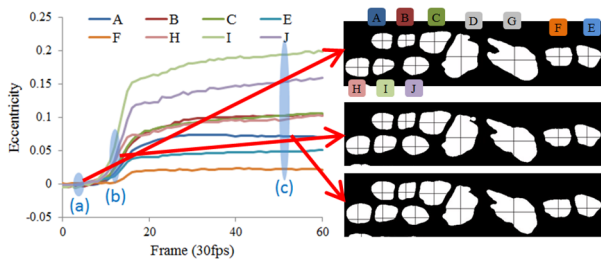 A B C E
F H I J
0.25
0.2
0.15
0.1
0.05
0
-0.05
Eccentricity
(a) (b) (c)
0 20 40 60
Frame (30fps)
A B C D G F E
H I J